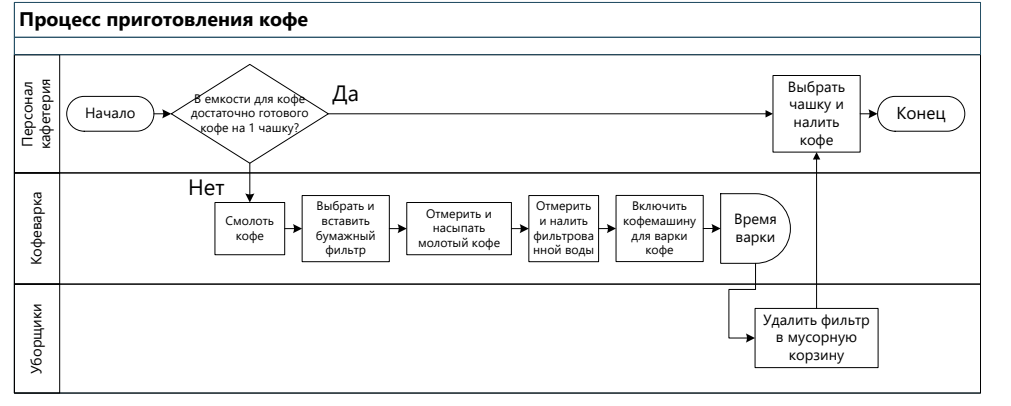 Процесс приготовления кофе
Персонал
кафетерия
Начало
В емкости для кофе
достаточно готового
кофе на 1 чашку?
Да
Выбрать
чашку и
налить
кофе
Конец
Нет
Кофеварка
Смолоть
кофе
Выбрать и
вставить
бумажный
фильтр
Отмерить и
насыпать
молотый кофе
Отмерить
и налить
фильтрова
нной воды
Включить
кофемашину
для варки
кофе
Время
варки
Уборщики
Удалить фильтр
в мусорную
корзину